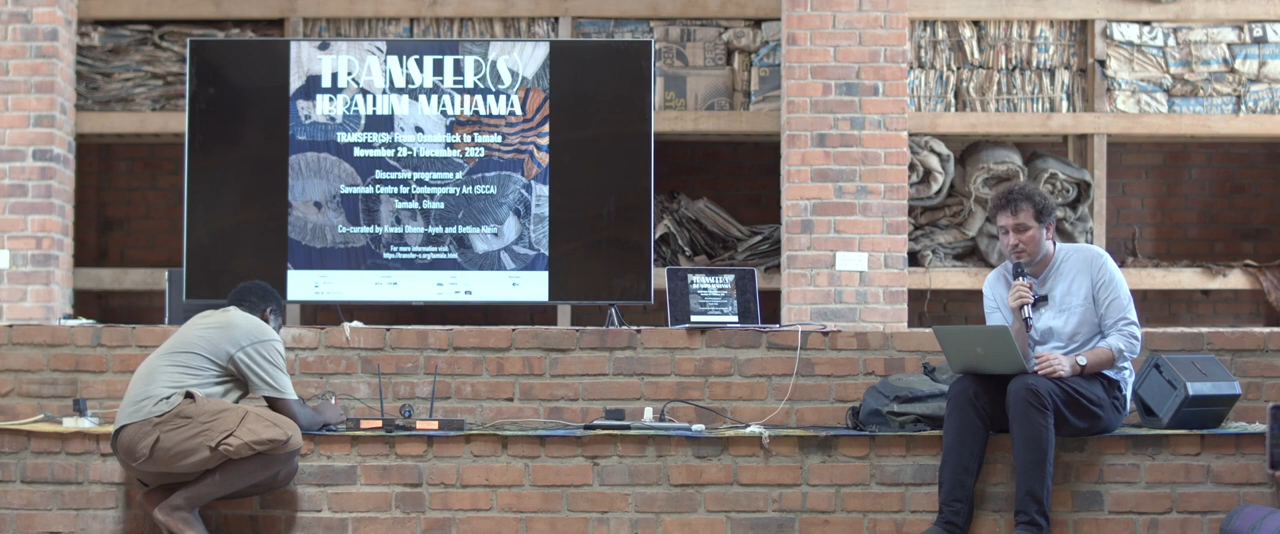 TRANSFER(S)
IBRAHIM MAHAMA
TRANSFER(S): From Osnabrück to Tamale
November 28-1 December, 2023
Discursive programme at
Savannah Centre for Contemporary Art (SCCA)
Tamale, Ghana
Co-curated by Kwasi Ohene-Ayeh and Bettina Klein
For more information visit
https://transfer-s.org/tamale.html
TRANSFER(S)